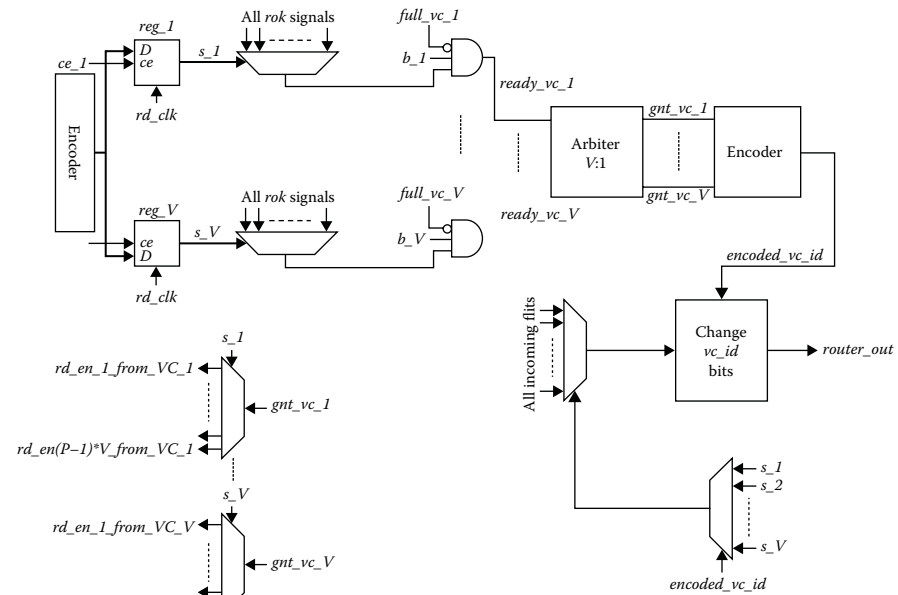 All rok signals
full_vc_1
reg_1
D
ce
ce_1
s_1
b_1
rd_clk
ready_vc_1
Encoder
Arbiter
V:1
gnt_vc_1
gnt_vc_V
Encoder
All rok signals
full_vc_V
reg_V
ce
D
s_V
b_V
ready_vc_V
rd_clk
encoded_vc_id
s_1
rd_en_1_from_VC_1
gnt_vc_1
rd_en(P−1)*V_from_VC_1
All incoming flits
Change
vc_id
bits
router_out
s_V
rd_en_1_from_VC_V
gnt_vc_V
s_1
s_2
s_V
encoded_vc_id